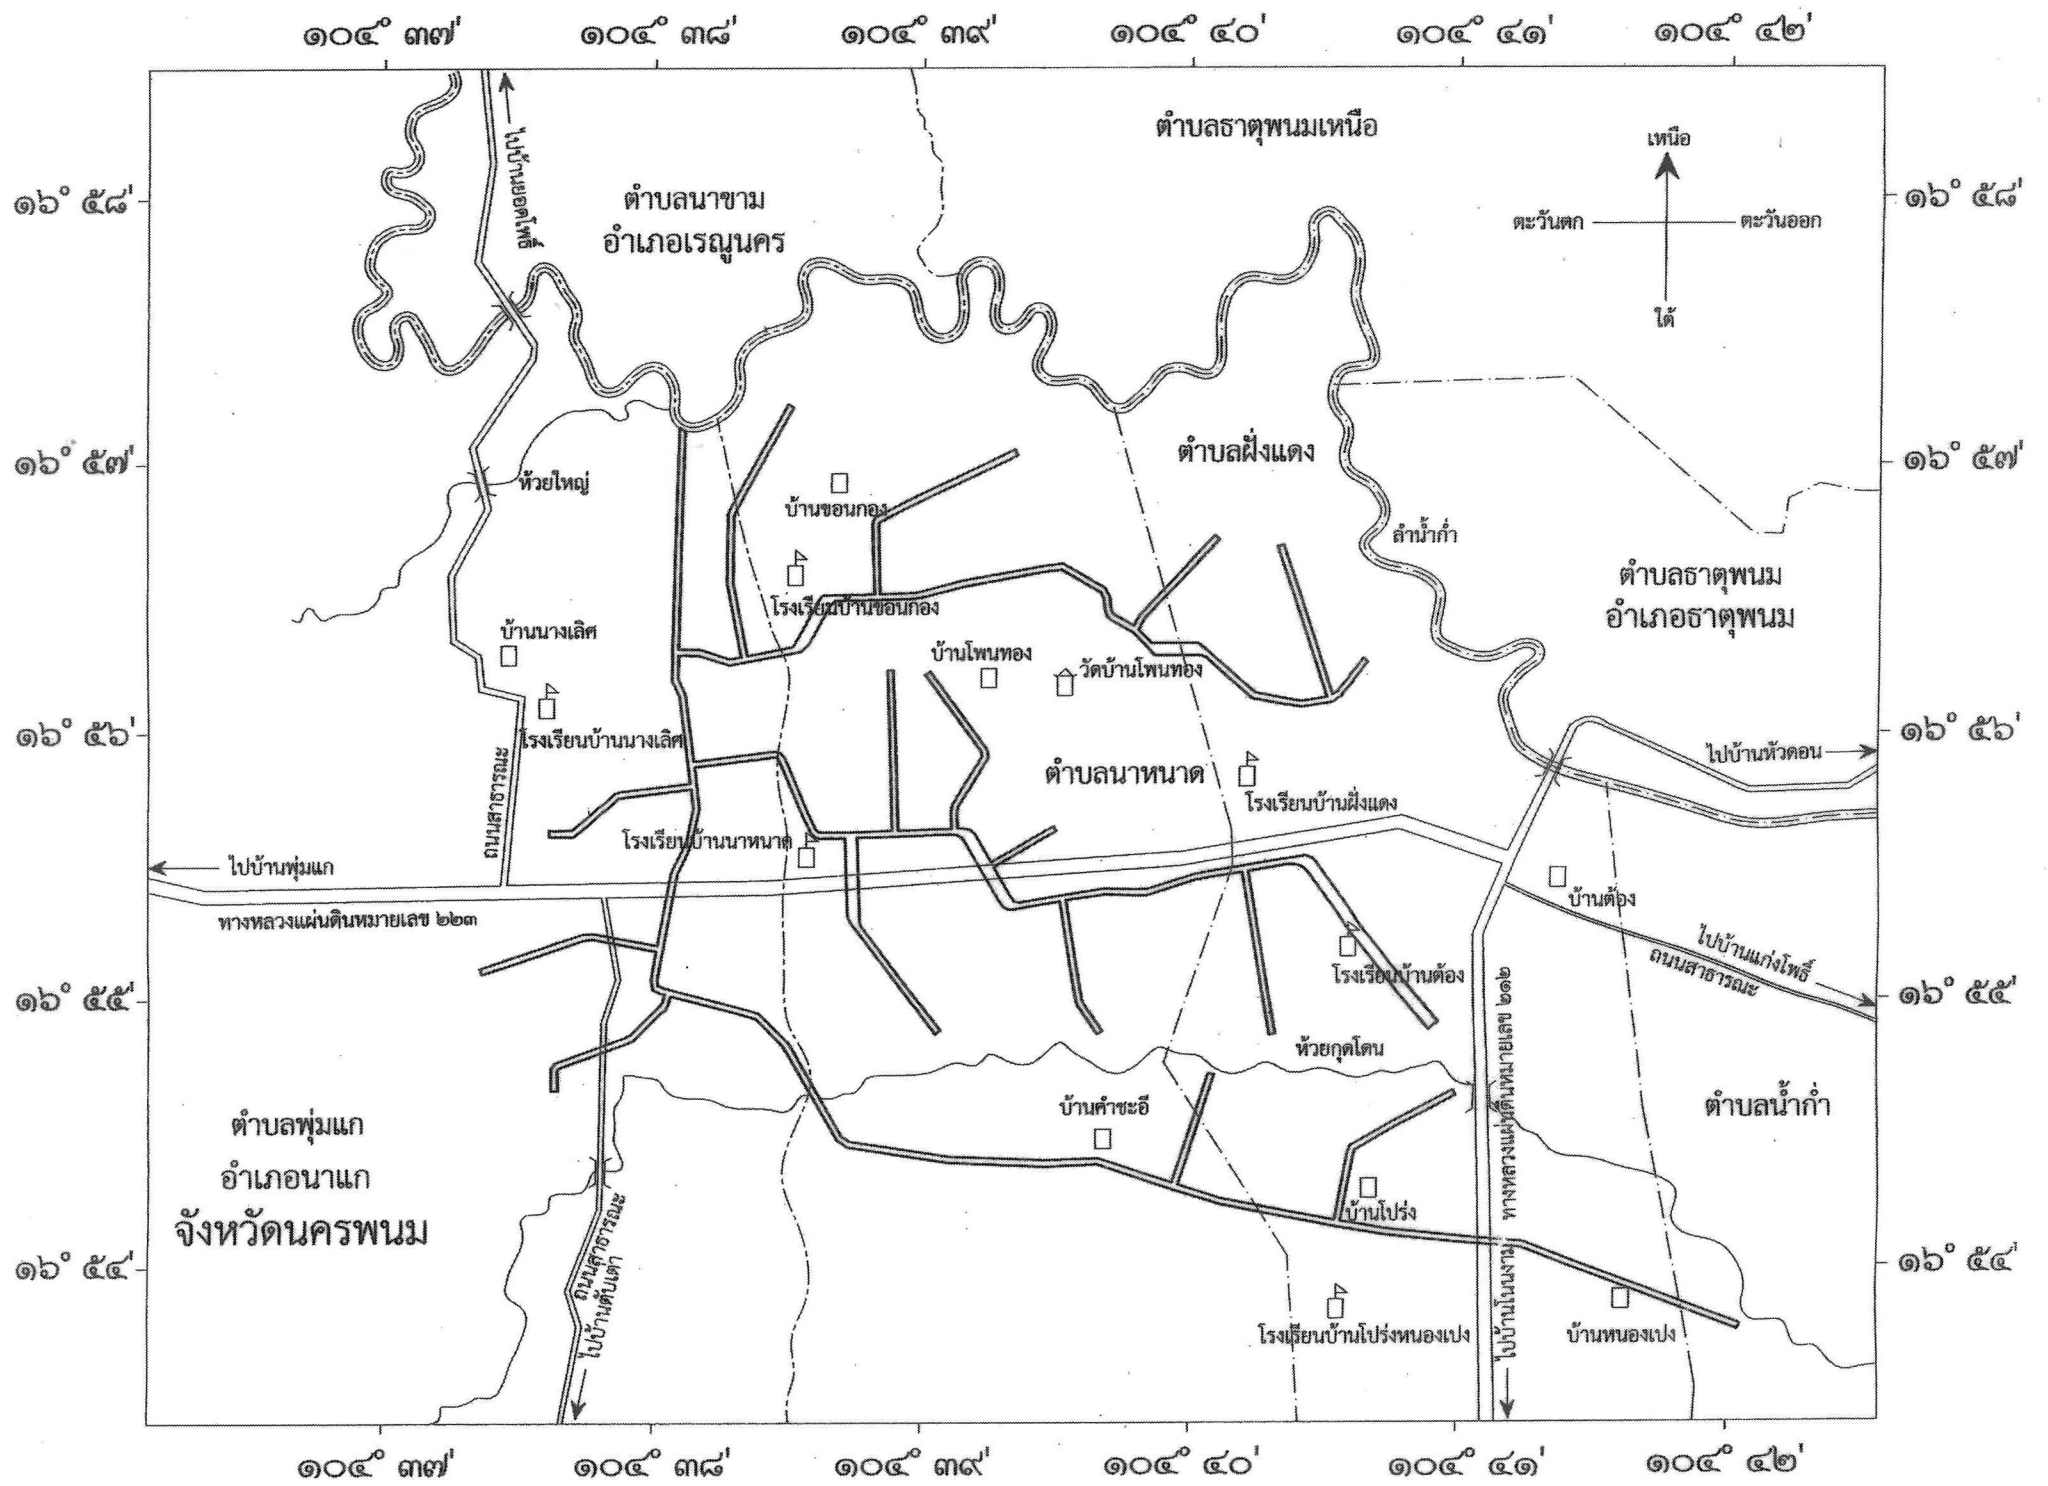 ๑๐๔° ๓๗' ๑๐๔° ๓๘' ๑๐๔° ๓๙' ๑๐๔° ๔๐' ๑๐๔° ๔๑' ๑๐๔° ๔๒'
ตำบลธาตุพนมเหนือ
เหนือ
ไปบ้านยอดโพธิ์
๑๖° ๕๘'
ตำบลนาขาม
อำเภอเรณูนคร
๑๖° ๕๘'
ตะวันตก
ตะวันออก
ใต้
ตำบลฝั่งแดง
๑๖° ๕๗'
๑๖° ๕๗'
ห้วยใหญ่
บ้านขอนกอง
ลำน้ำก่ำ
ตำบลธาตุพนม
อำเภอธาตุพนม
โรงเรียนบ้านขอนกอง
บ้านนางเลิศ
บ้านโพนทอง
วัดบ้านโพนทอง
๑๖° ๕๖'
๑๖° ๕๖'
โรงเรียนบ้านนางเลิศ
ไปบ้านหัวดอน
ตำบลนาหนาด
ถนนสาธารณะ
โรงเรียนบ้านฝั่งแดง
โรงเรียนบ้านนาหนาด
ไปบ้านพุ่มแก
บ้านต้อง
ทางหลวงแผ่นดินหมายเลข ๒๒๓
ไปบ้านแก่งโพธิ์
ถนนสาธารณะ
โรงเรียนบ้านต้อง
๑๖° ๕๕'
๑๖° ๕๕'
ห้วยกุดโดน
ทางหลวงแผ่นดินหมายเลข ๒๑๒
บ้านคำชะอี
ตำบลน้ำก่ำ
ตำบลพุ่มแก
อำเภอนาแก
จังหวัดนครพนม
บ้านโปร่ง
ถนนสาธารณะ
ไปบ้านตับเตา
๑๖° ๕๔'
๑๖° ๕๔'
ไปบ้านโนนงาม
โรงเรียนบ้านโปร่งหนองเปง
บ้านหนองเปง
๑๐๔° ๓๗' ๑๐๔° ๓๘' ๑๐๔° ๓๙' ๑๐๔° ๔๐' ๑๐๔° ๔๑' ๑๐๔° ๔๒'